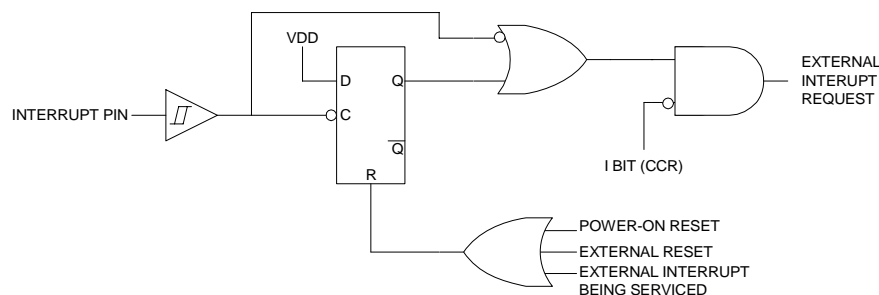 VDD
D
Q
INTERRUPT PIN
C
Q
R
EXTERNAL
INTERUPT
REQUEST
I BIT (CCR)
POWER-ON RESET
EXTERNAL RESET
EXTERNAL INTERRUPT
BEING SERVICED